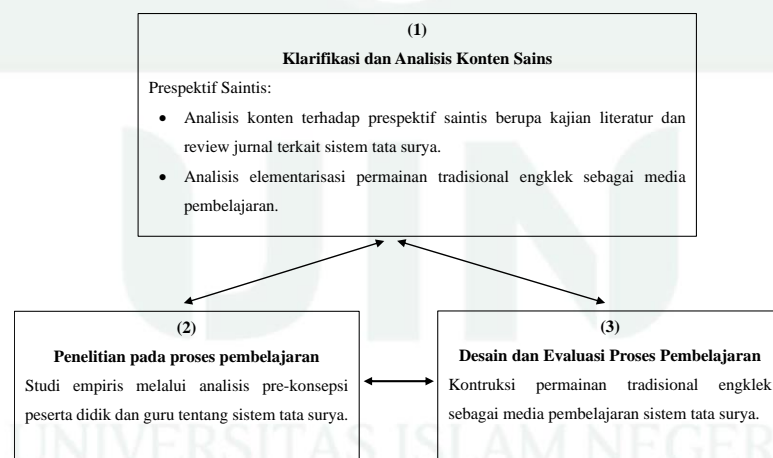 (1)
Klarifikasi dan Analisis Konten Sains
Prespektif Saintis:
• Analisis konten terhadap prespektif saintis berupa kajian literatur dan
review jurnal terkait sistem tata surya.
• Analisis elementarisasi permainan tradisional engklek sebagai media
pembelajaran.
(2)
Penelitian pada proses pembelajaran
Studi empiris melalui analisis pre-konsepsi
peserta didik dan guru tentang sistem tata surya.
(3)
Desain dan Evaluasi Proses Pembelajaran
Kontruksi permainan tradisional engklek
sebagai media pembelajaran sistem tata surya.
UIN
UNIVERSITAS ISLAM NEGERI